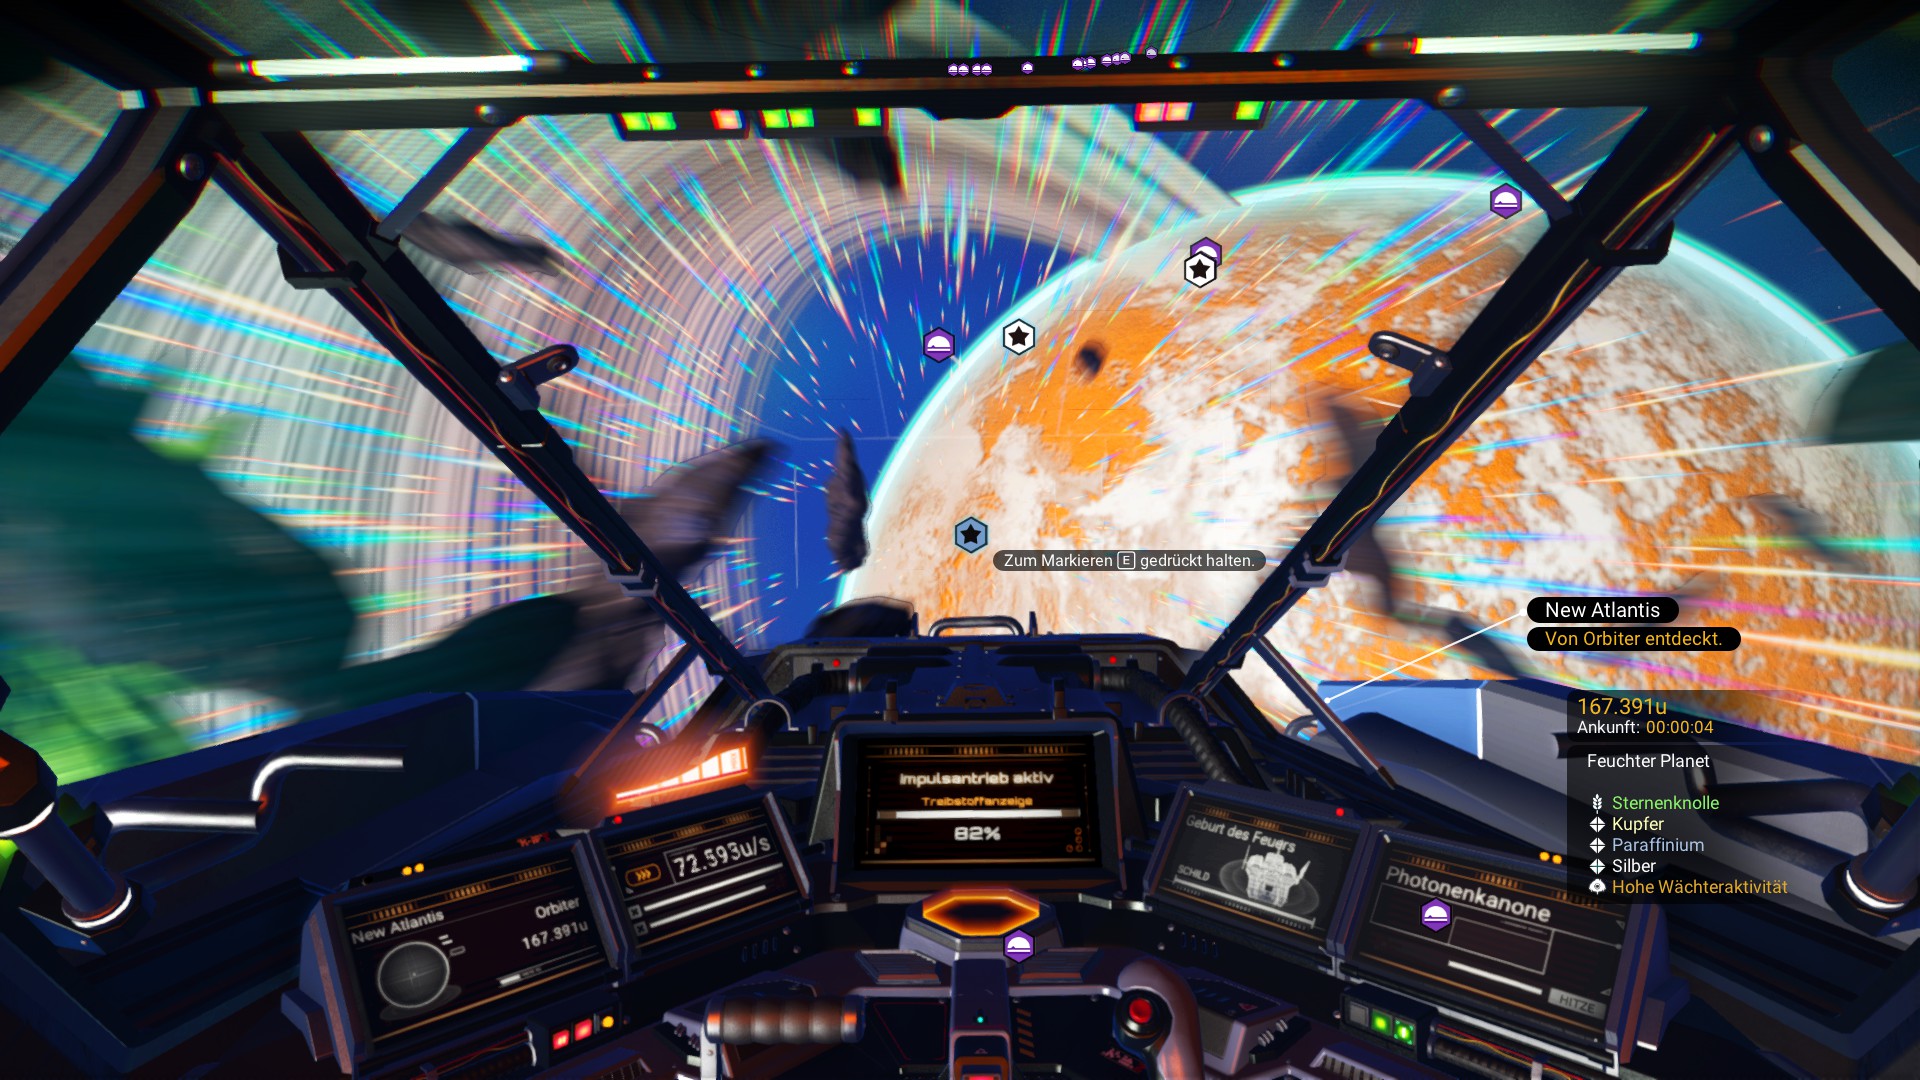 Zum Markieren E gedrückt halten.
New Atlantis
Von Orbiter entdeckt.
167.391u
Ankunft: 00:00:04
Feuchter Planet
Sternenknolle
Kupfer
Paraffinium
Silber
Hohe Wächteraktivität
Impulsantrieb aktiv
Treibstoffanzeige
82%
72.593u/s
New Atlantis
Orbiter
167.391u
Geburt des Feuers
SCHILD
Photonenkanone
HITZE